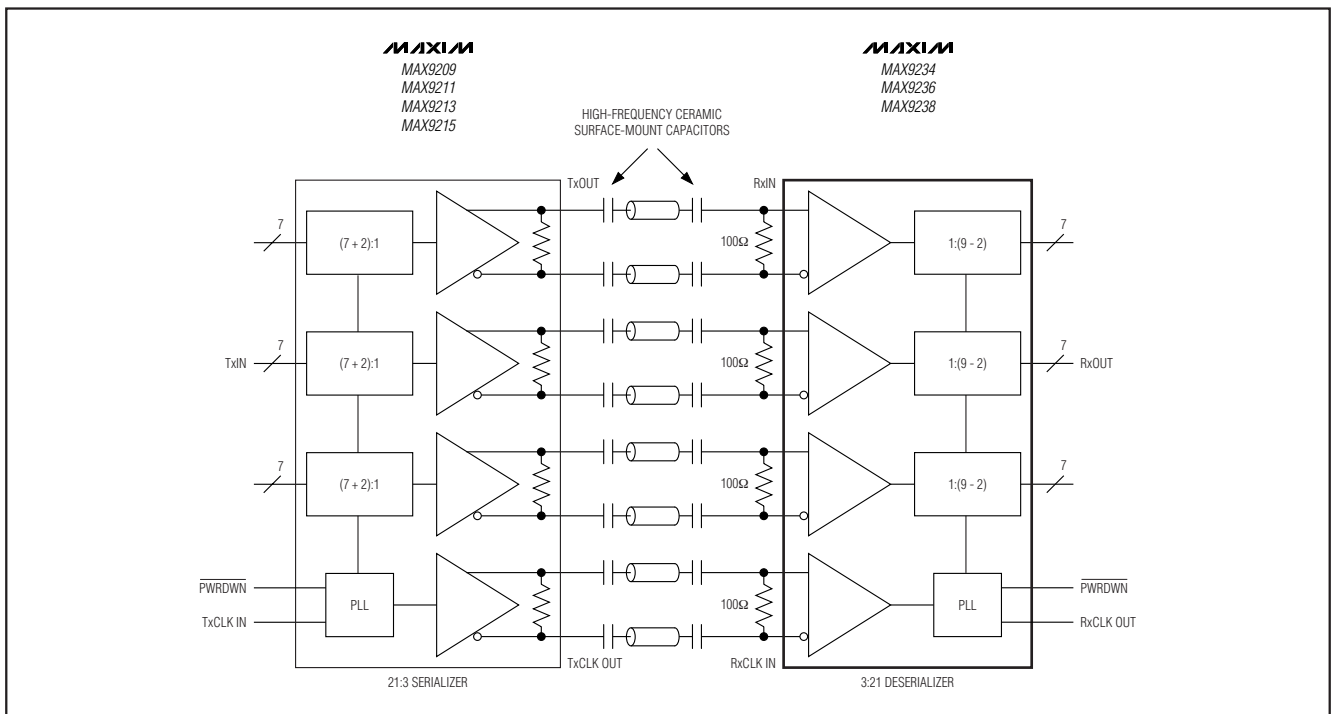 MAXIM
MAX9209
MAX9211
MAX9213
MAX9215
MAXIM
MAX9234
MAX9236
MAX9238
HIGH-FREQUENCY CERAMIC
SURFACE-MOUNT CAPACITORS
TxOUT
RxIN
7
(7 + 2):1
100Ω
1:(9 - 2)
7
TxIN
7
(7 + 2):1
100Ω
1:(9 - 2)
7
RxOUT
7
(7 + 2):1
100Ω
1:(9 - 2)
7
PWRDWN
TxCLK IN
PLL
100Ω
PLL
PWRDWN
RxCLK OUT
TxCLK OUT
RxCLK IN
21:3 SERIALIZER
3:21 DESERIALIZER